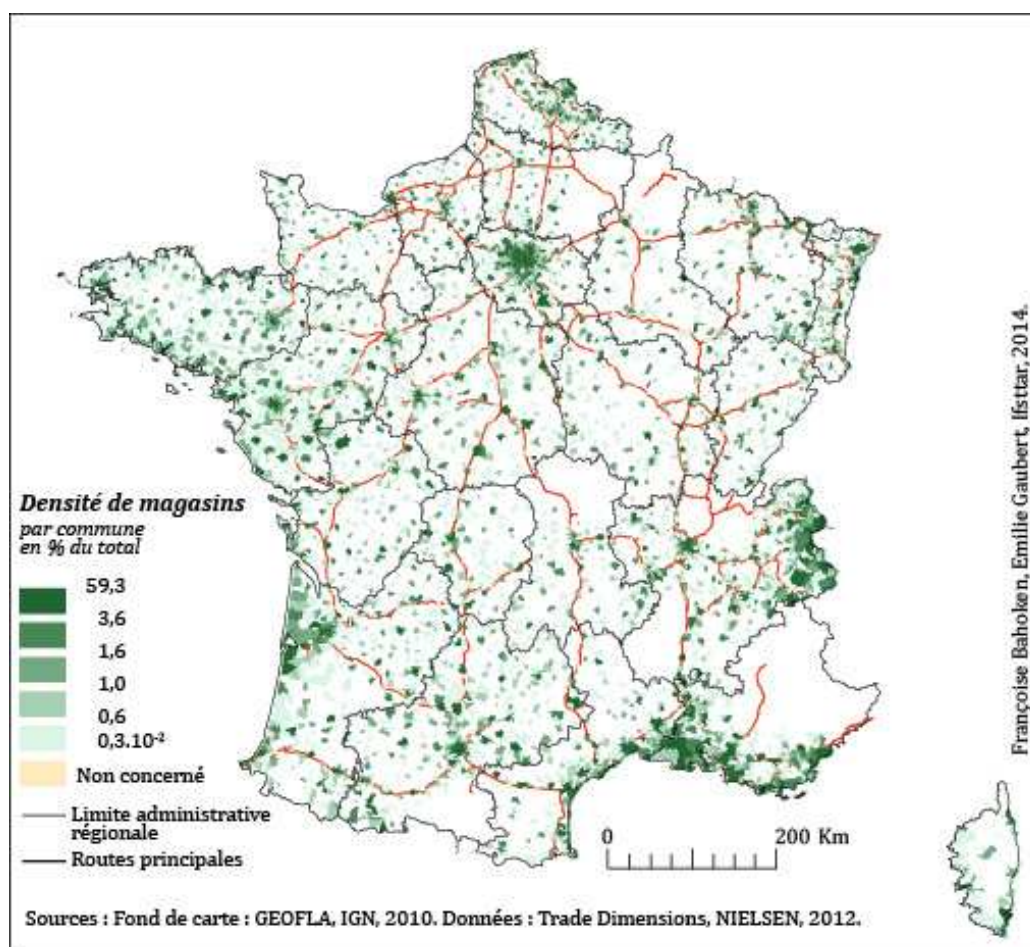 Densité de magasins
par commune
en % du total
59,3
3,6
1,6
1,0
0,6
0,3.10⁻²
Non concerné
Limite administrative
régionale
Routes principales
0 200 Km
Sources : Fond de carte : GEOFLA, IGN, 2010. Données : Trade Dimensions, NIELSEN, 2012.
Françoise Bahoken, Emilie Gaubert, Ifsttar, 2014.